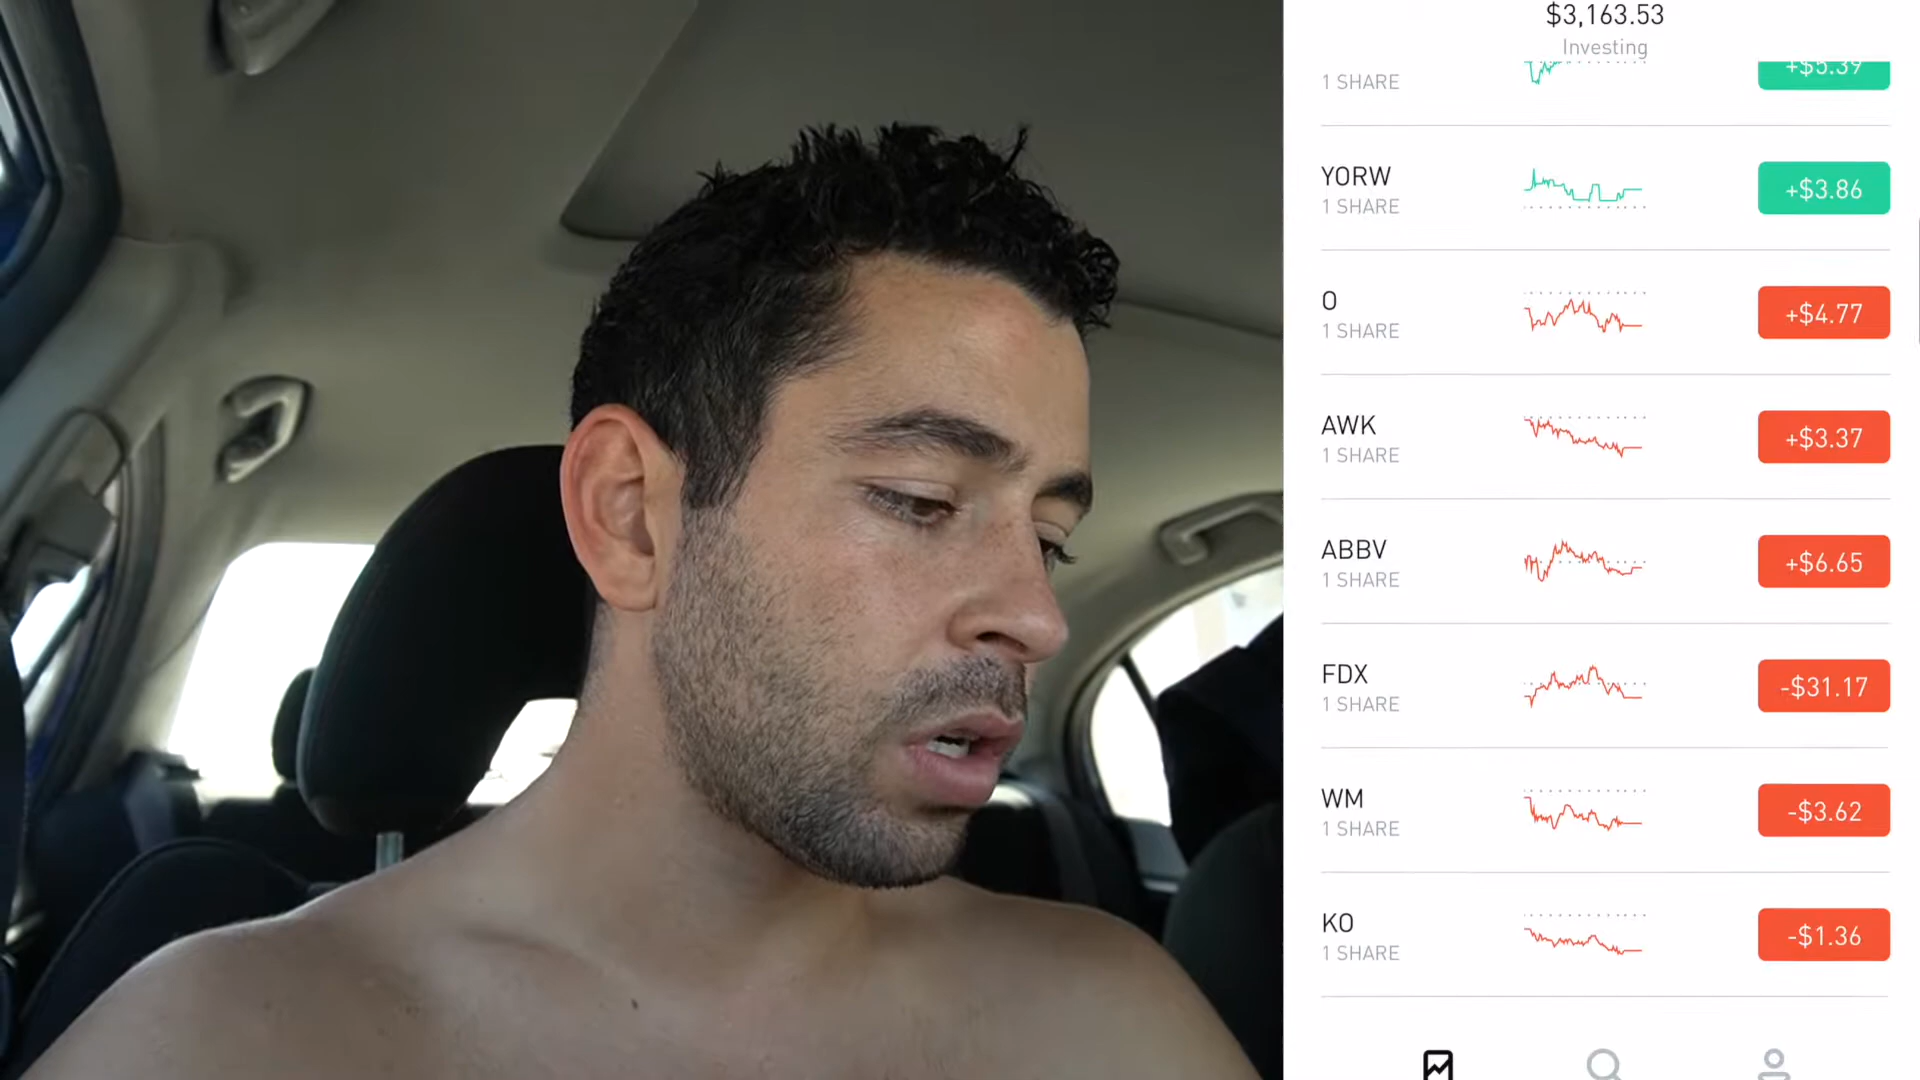 $3,163.53
Investing
1 SHARE
+$5.39
YORW
1 SHARE
+$3.86
O
1 SHARE
+$4.77
AWK
1 SHARE
+$3.37
ABBV
1 SHARE
+$6.65
FDX
1 SHARE
-$31.17
WM
1 SHARE
-$3.62
KO
1 SHARE
-$1.36